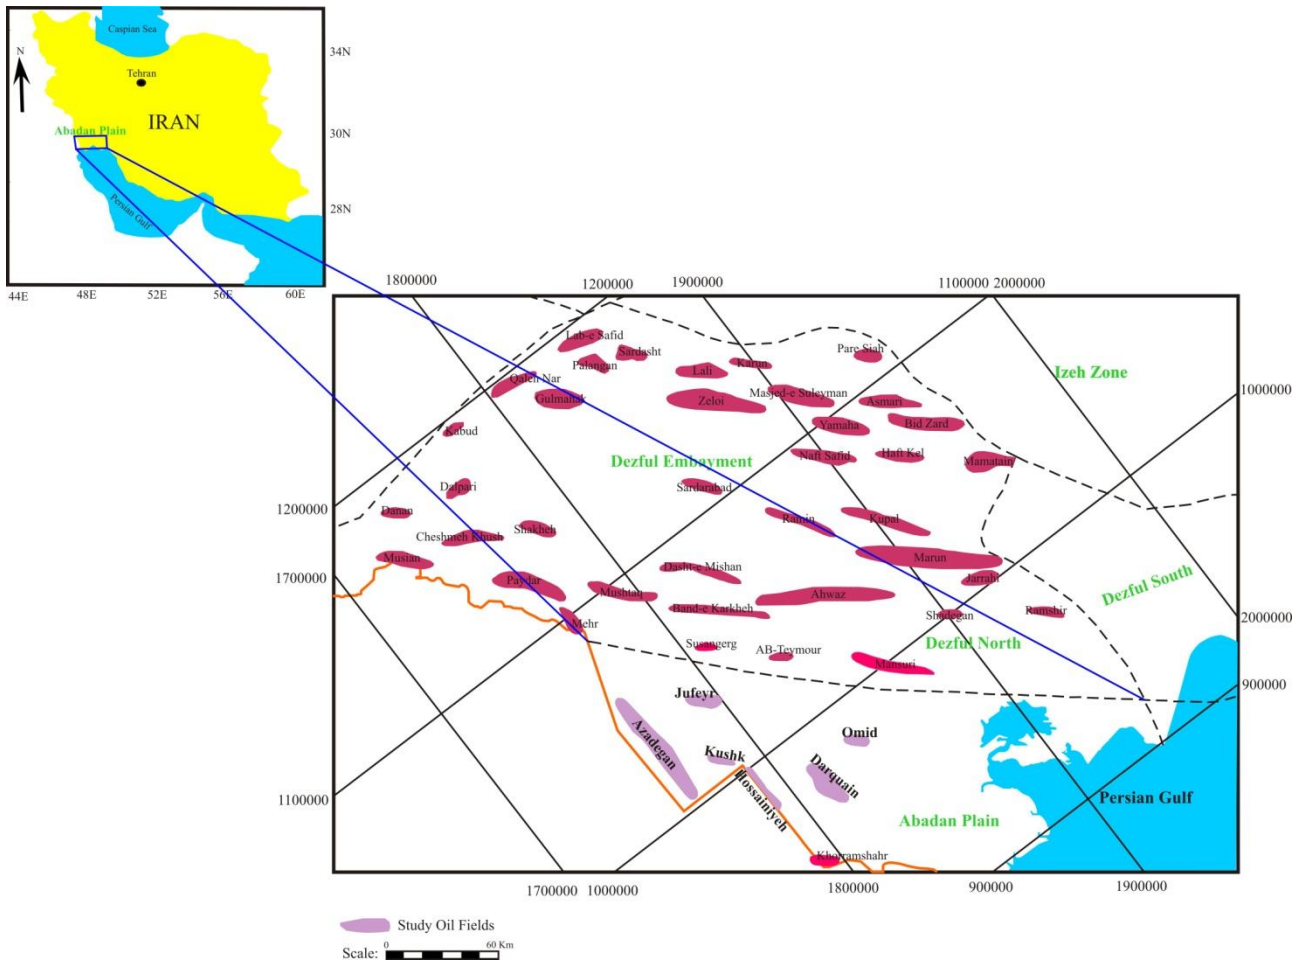 Caspian Sea
N
34N
Tehran
IRAN
30N
Abadan Plain
Persian Gulf
28N
44E
48E
52E
56E
60E
1800000
1200000
1900000
1100000
2000000
Lab-e Safid
Sardasht
Pare Siah
Palangan
Karun
Lali
Izeh Zone
Qaleh Nar
Masjed-e Suleyman
1000000
Gulmahak
Zeloi
Asmari
Yamaha
Bid Zard
Kabud
Dezful Embayment
Naft Safid
Haft Kel
Mamatain
Dalpari
Sardarabad
1200000
Danan
Ramin
Kupal
Cheshmeh Khush
Shakheh
Musian
Marun
1700000
Dasht-e Mishan
Paydar
Jarrahi
Dezful South
Mushtaq
Ahwaz
Band-e Karkheh
Shadegan
Ramshir
2000000
Mehr
Susangerg
AB-Teymour
Dezful North
Mansuri
900000
Jufeyr
Azadegan
Omid
Kushk
Darquain
Hossainiyeh
1100000
Persian Gulf
Abadan Plain
Khorramshahr
1700000
1000000
1800000
900000
1900000
Study Oil Fields
0
60 Km
Scale: